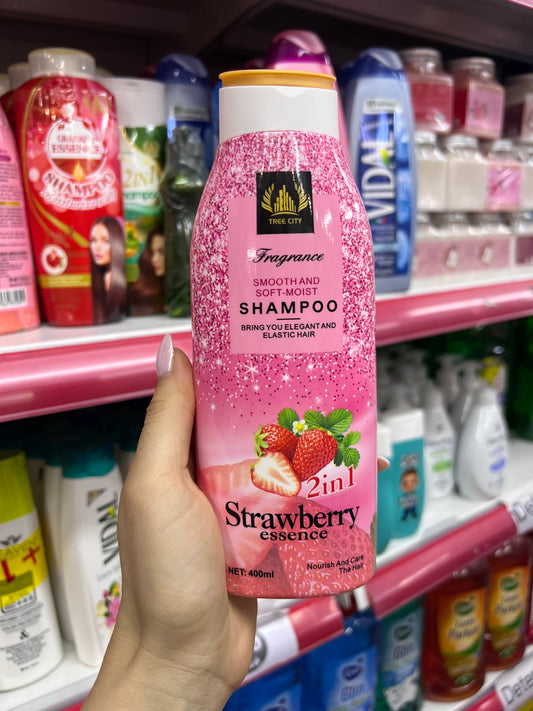 TREE CITY
Fragrance
SMOOTH AND
SOFT-MOIST
SHAMPOO
BRING YOU ELEGANT AND
ELASTIC HAIR
2in1
Strawberry
essence
Nourish And Care
The Hair
NET: 400ml
ESSENCE
SHAMPOO
2in1
VIDAL
VIDAL